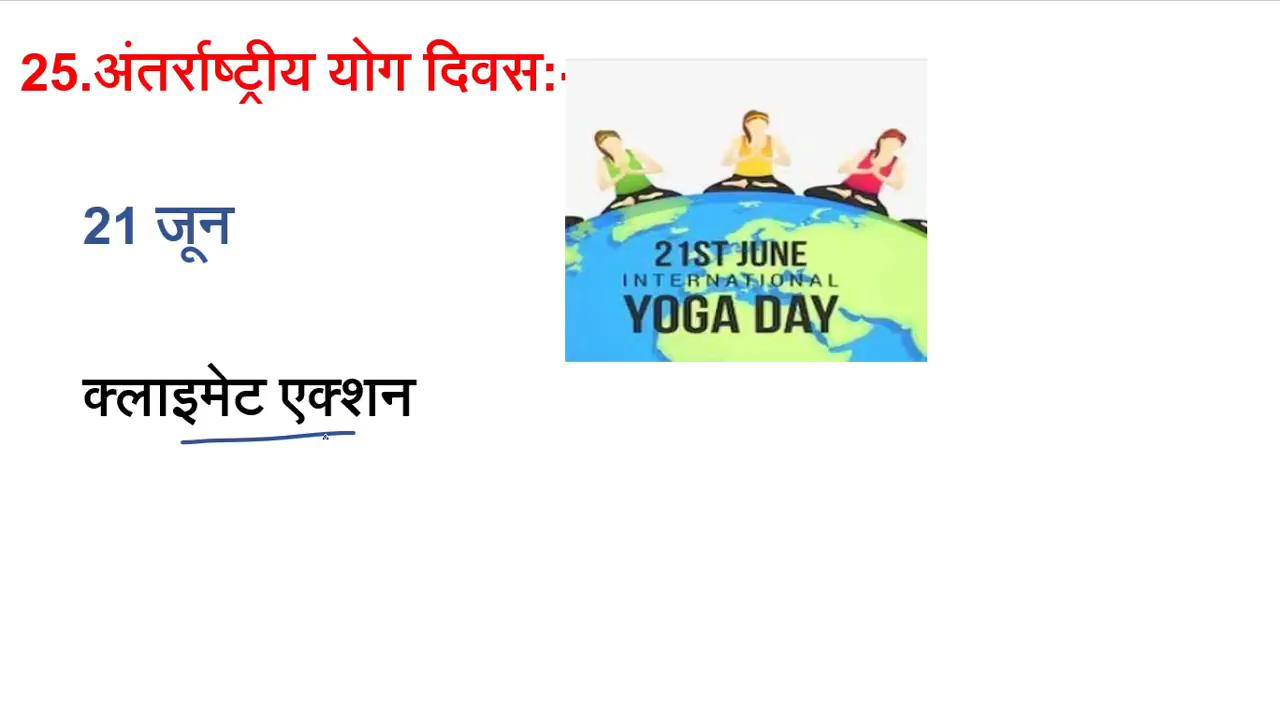 25.अंतर्राष्ट्रीय योग दिवस:-
21 जून
क्लाइमेट एक्शन
21ST JUNE
INTERNATIONAL
YOGA DAY